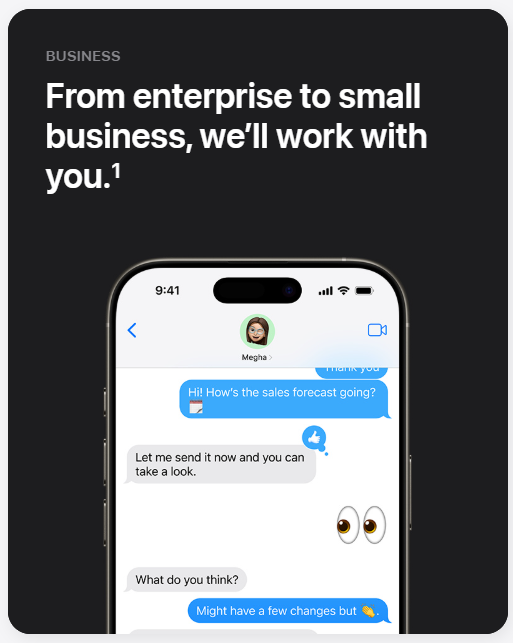 BUSINESS
From enterprise to small
business, we’ll work with
you.¹
9:41
Megha
Thank you
Hi! How's the sales forecast going?
🗓️
Let me send it now and you can
take a look.
👀
What do you think?
Might have a few changes but 👏.